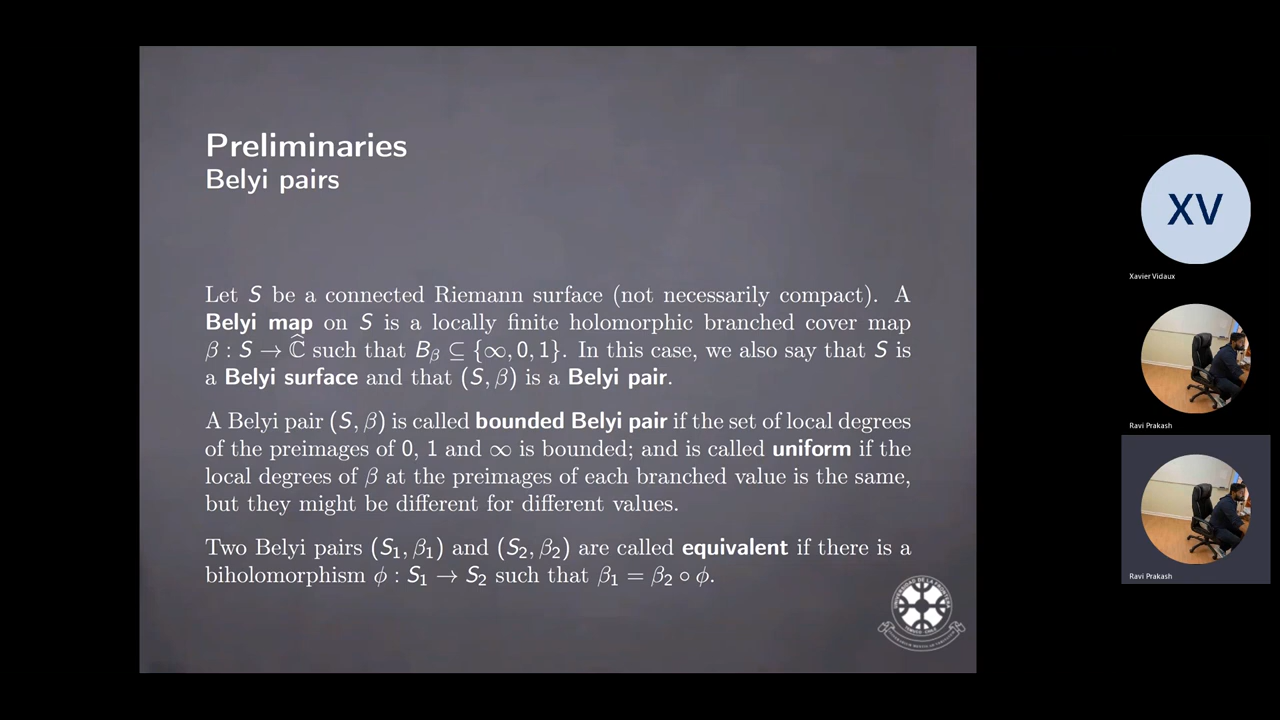 Preliminaries
Belyi pairs
Let S be a connected Riemann surface (not necessarily compact). A
Belyi map on S is a locally finite holomorphic branched cover map
β : S → Ĉ such that B_β ⊆ {∞, 0, 1}. In this case, we also say that S is
a Belyi surface and that (S, β) is a Belyi pair.
A Belyi pair (S, β) is called bounded Belyi pair if the set of local degrees
of the preimages of 0, 1 and ∞ is bounded; and is called uniform if the
local degrees of β at the preimages of each branched value is the same,
but they might be different for different values.
Two Belyi pairs (S₁, β₁) and (S₂, β₂) are called equivalent if there is a
biholomorphism ϕ : S₁ → S₂ such that β₁ = β₂ ∘ ϕ.
UNIVERSIDAD DE LA FRONTERA
TEMUCO - CHILE
XV
Xavier Vidaux
Ravi Prakash
Ravi Prakash